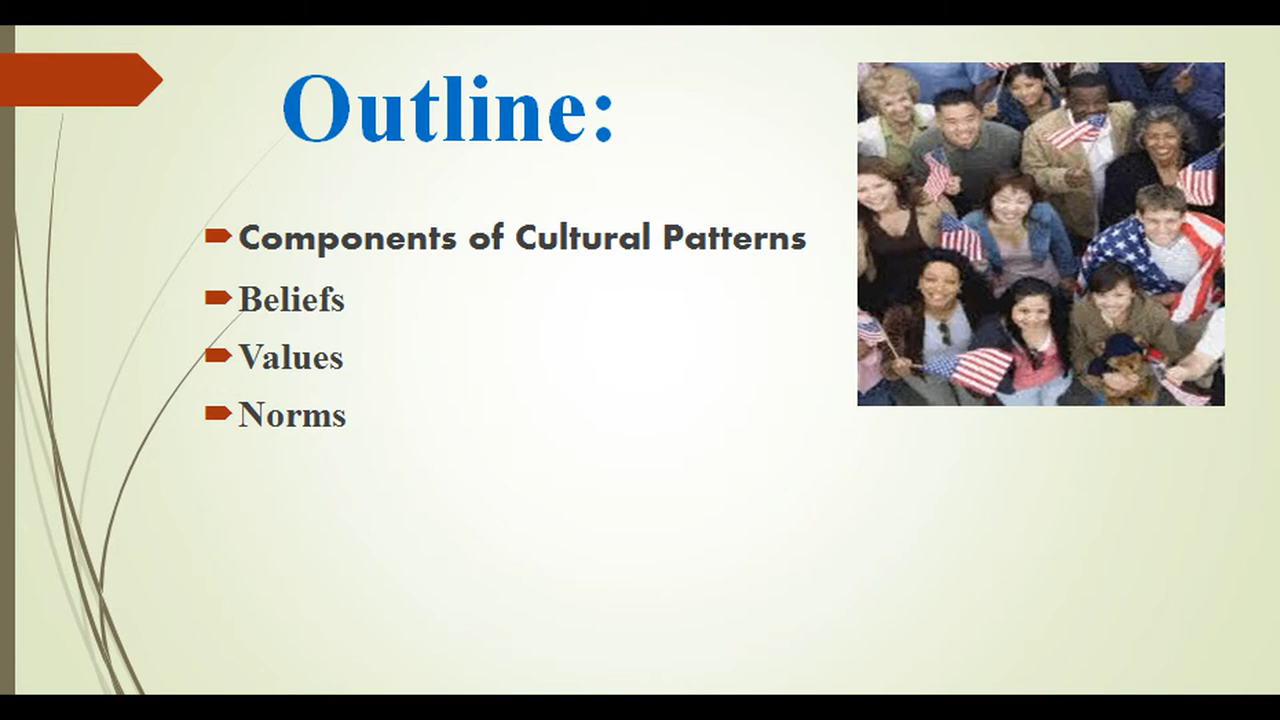 Outline:
Components of Cultural Patterns
Beliefs
Values
Norms